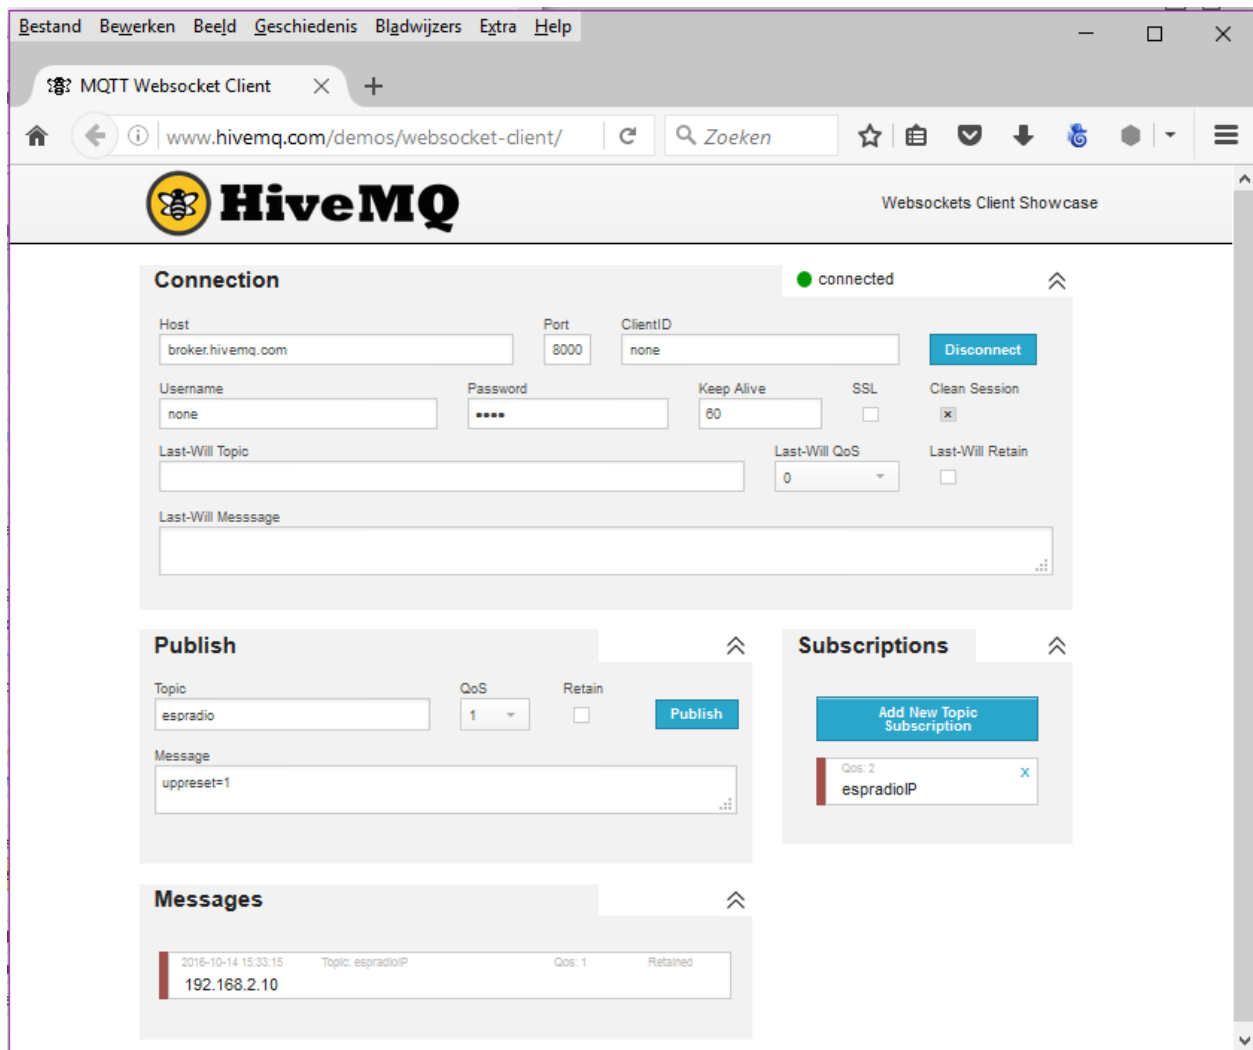 Bestand Bewerken Beeld Geschiedenis Bladwijzers Extra Help
MQTT Websocket Client
www.hivemq.com/demos/websocket-client/ Zoeken
HiveMQ Websockets Client Showcase
Connection connected
Host Port ClientID
broker.hivemq.com 8000 none Disconnect
Username Password Keep Alive SSL Clean Session
none •••• 60
Last-Will Topic Last-Will QoS Last-Will Retain
0
Last-Will Messsage
Publish Subscriptions
Topic QoS Retain
espradio 1 Publish
Add New Topic
Subscription
Message
uppreset=1
Qos: 2 X
espradioIP
Messages
2016-10-14 15:33:15 Topic: espradioIP Qos: 1 Retained
192.168.2.10